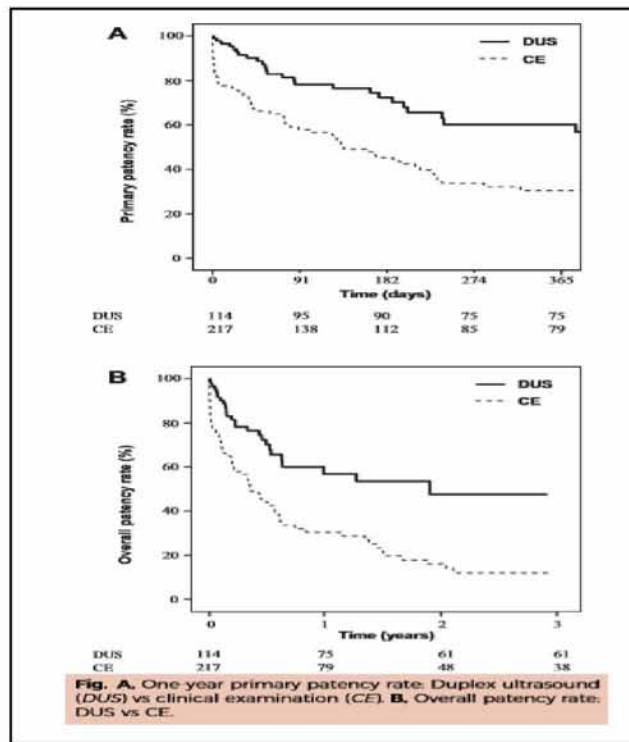 A
DUS
CE
Primary patency rate (%)
100
80
60
40
20
0
0 91 182 274 365
Time (days)
DUS 114 95 90 75 75
CE 217 138 112 85 79
B
DUS
CE
Overall patency rate (%)
100
80
60
40
20
0
0 1 2 3
Time (years)
DUS 114 75 61 61
CE 217 79 48 38
Fig. A, One-year primary patency rate: Duplex ultrasound
(DUS) vs clinical examination (CE). B, Overall patency rate:
DUS vs CE.